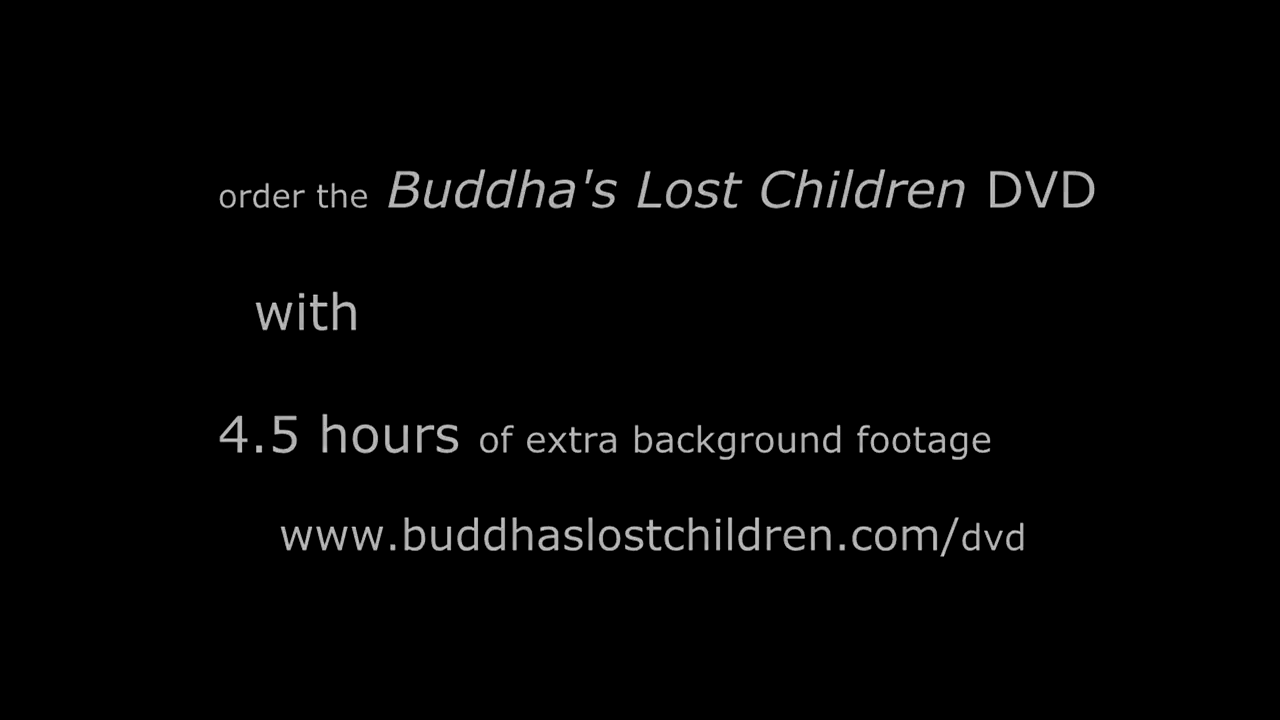 order the Buddha's Lost Children DVD
with
4.5 hours of extra background footage
www.buddhaslostchildren.com/dvd